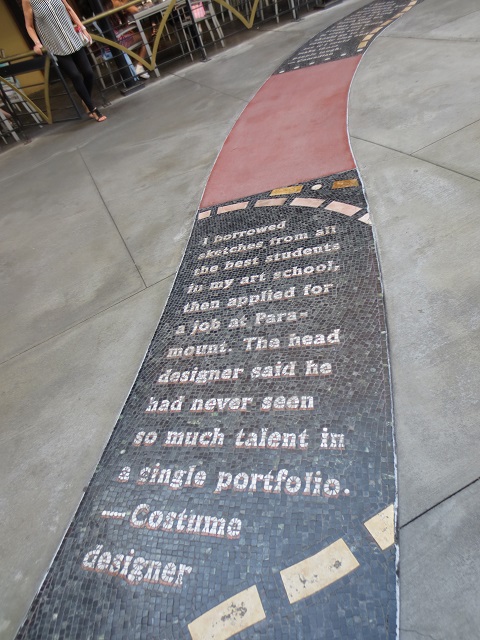 I borrowed
sketches from all
the best students
in my art school,
then applied for
a job at Para-
mount. The head
designer said he
had never seen
so much talent in
a single portfolio.
—Costume
designer